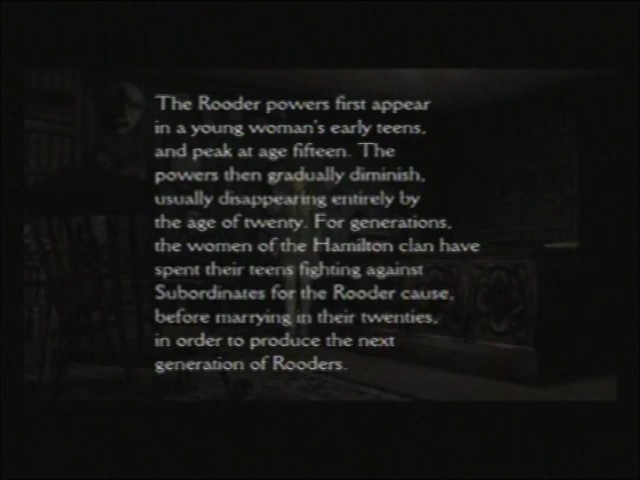 The Rooder powers first appear
in a young woman's early teens,
and peak at age fifteen. The
powers then gradually diminish,
usually disappearing entirely by
the age of twenty. For generations,
the women of the Hamilton clan have
spent their teens fighting against
Subordinates for the Rooder cause,
before marrying in their twenties,
in order to produce the next
generation of Rooders.